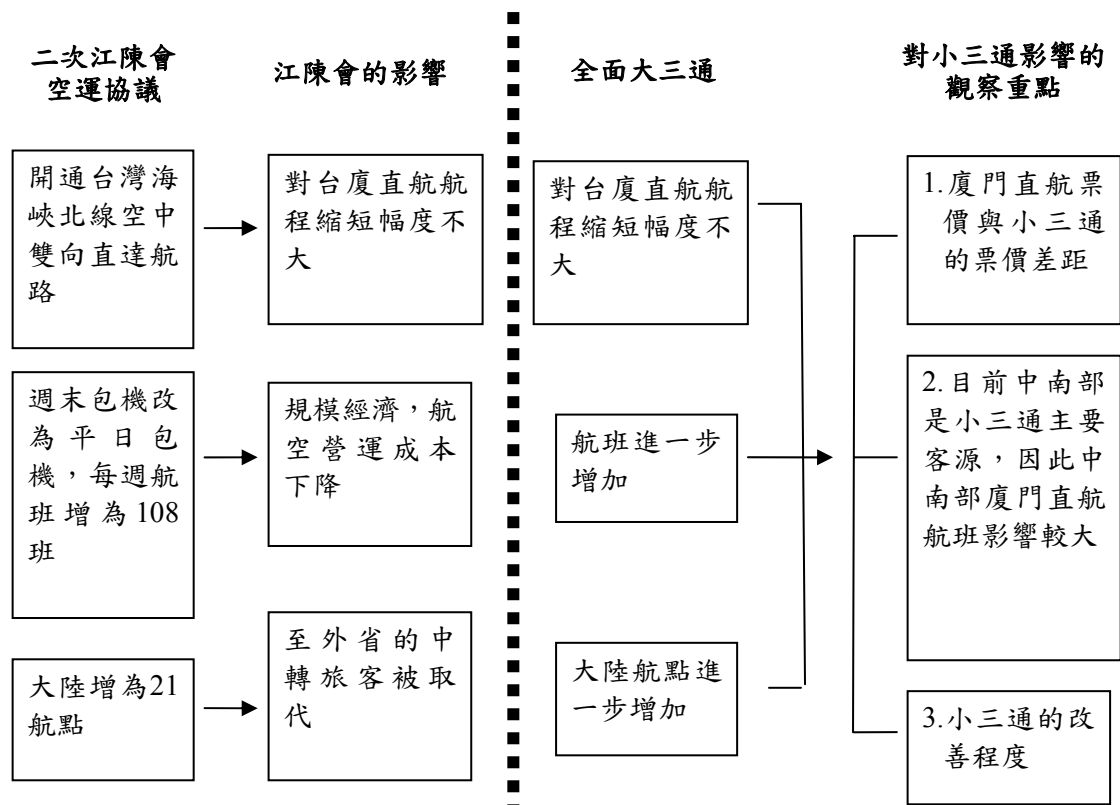 二次江陳會
空運協議
江陳會的影響
全面大三通
對小三通影響的
觀察重點
開通台灣海
峽北線空中
雙向直達航
路
對台廈直航航
程縮短幅度不
大
對台廈直航航
程縮短幅度不
大
1.廈門直航票
價與小三通
的票價差距
週末包機改
為平日包
機，每週航
班增為108
班
規模經濟，航
空營運成本
下降
航班進一步
增加
2.目前中南部
是小三通主要
客源，因此中
南部廈門直航
航班影響較大
大陸增為21
航點
至外省的中
轉旅客被取
代
大陸航點進
一步增加
3.小三通的改
善程度